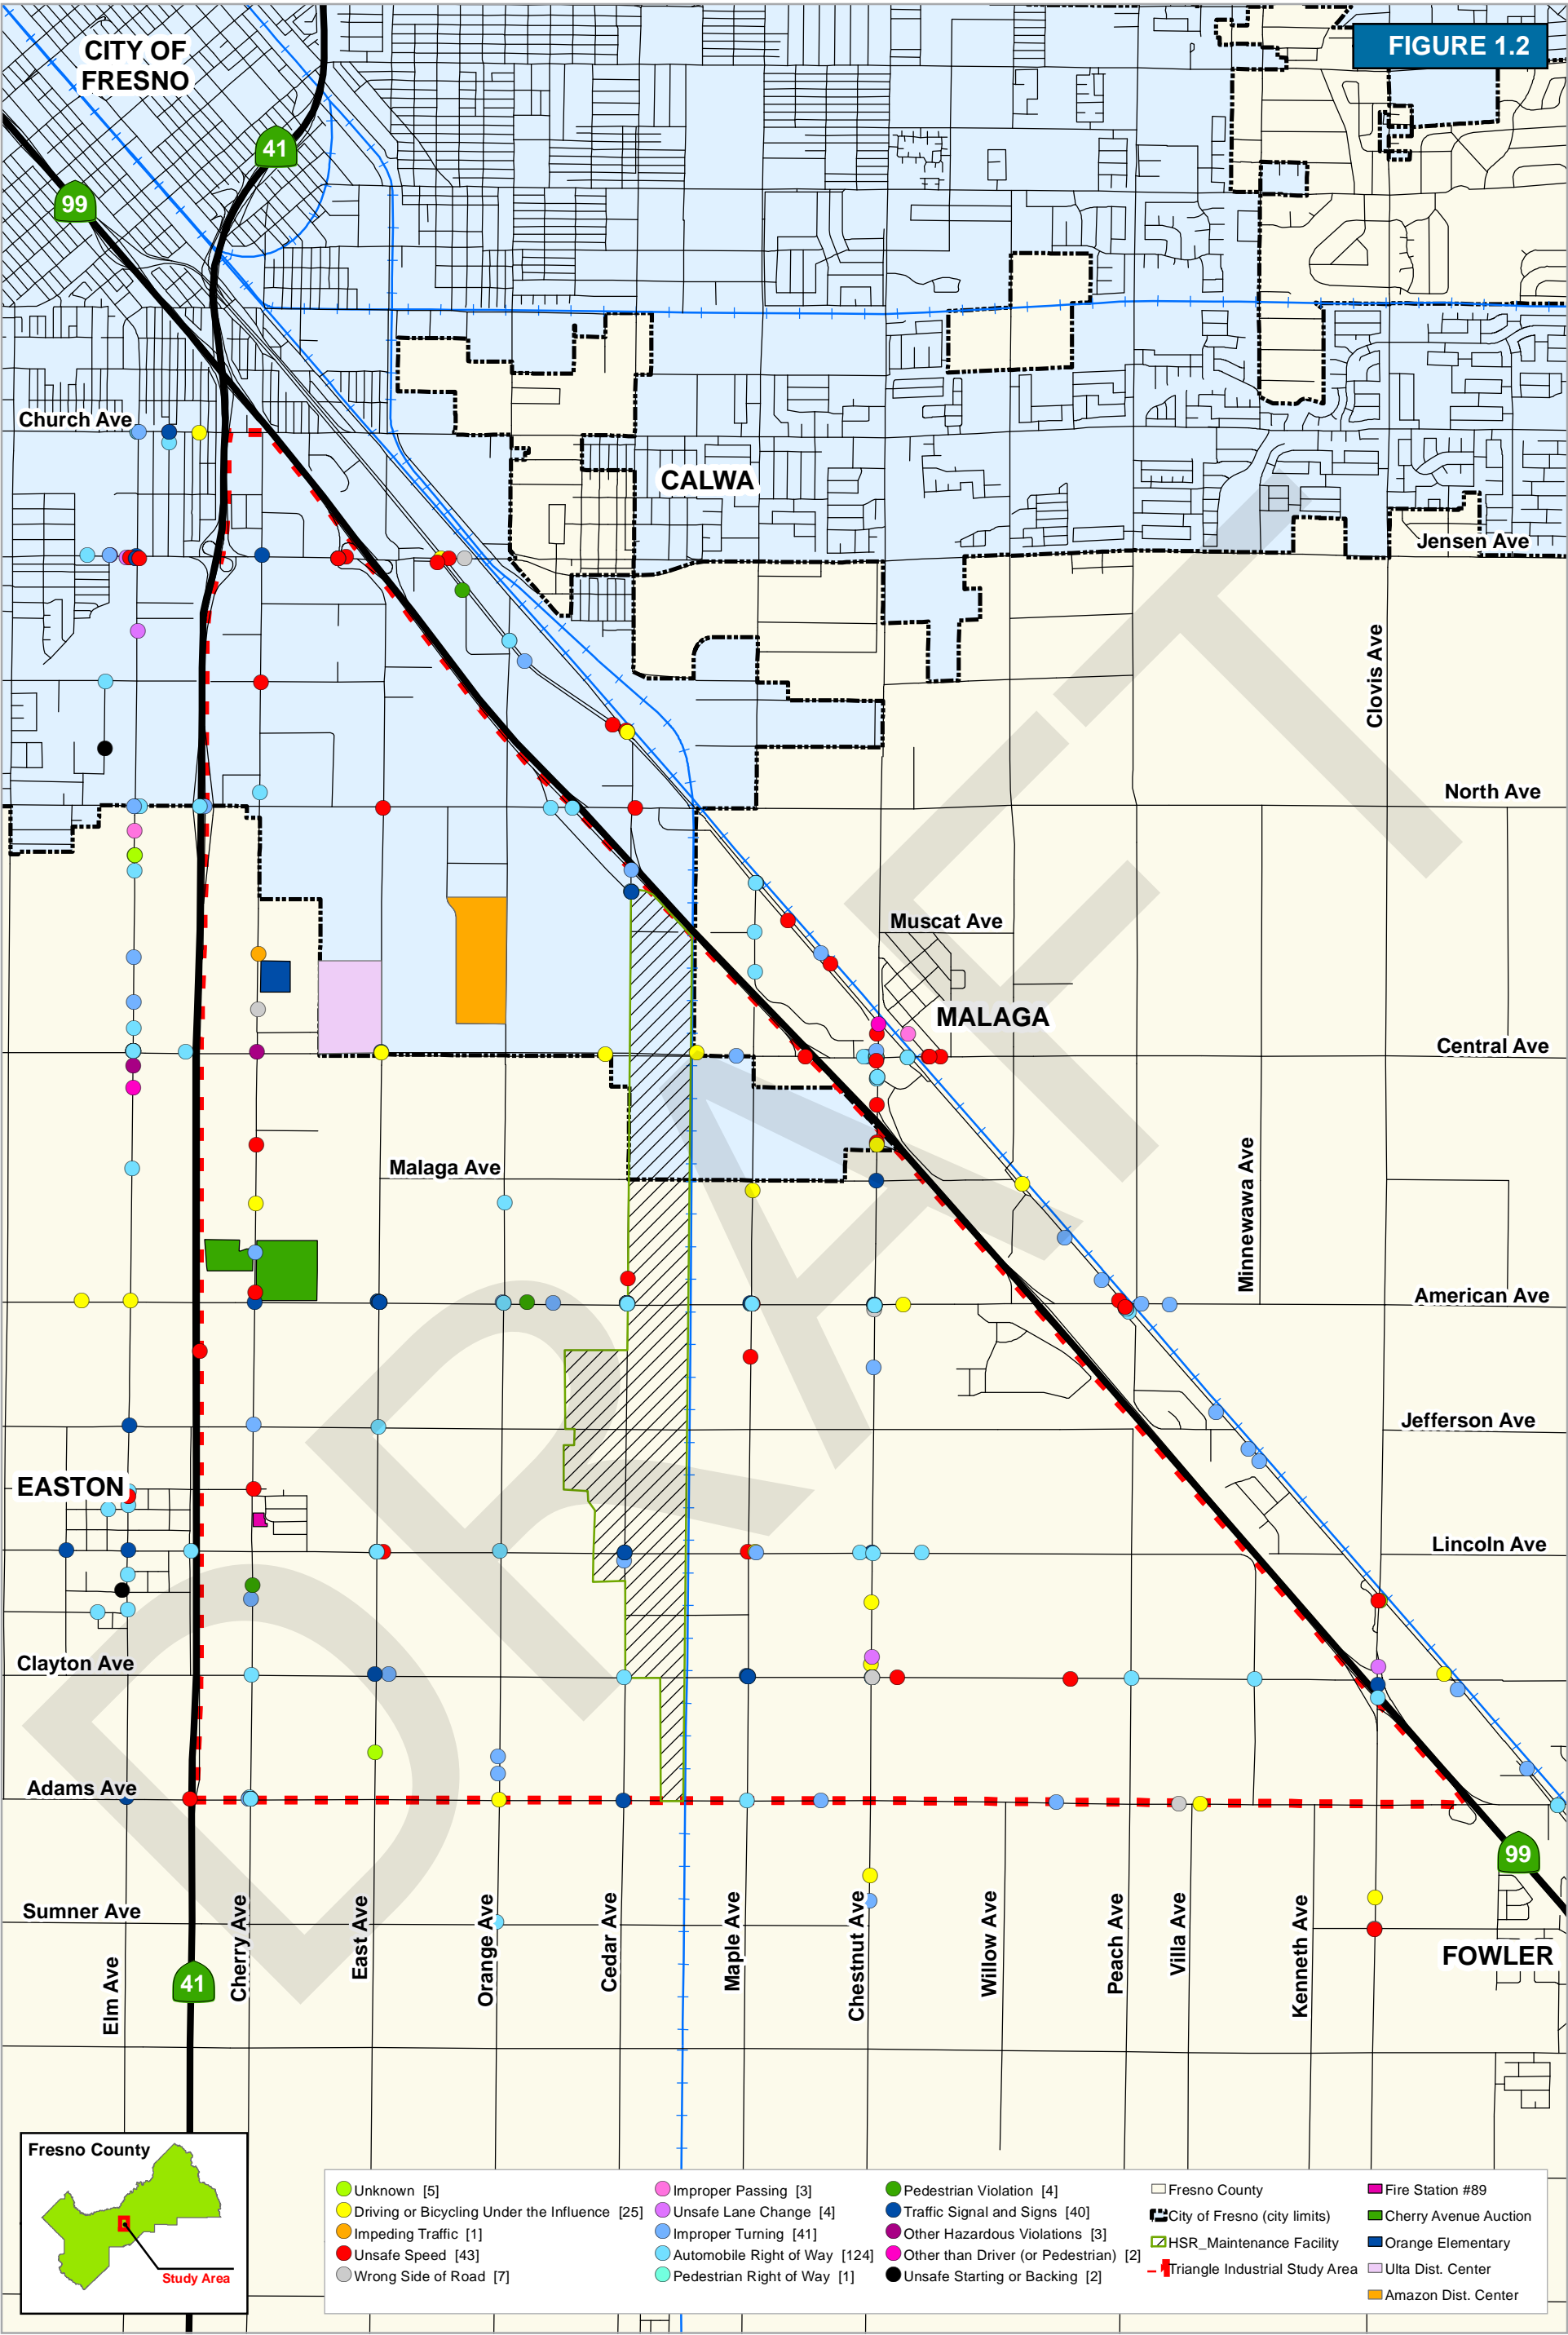 FIGURE 1.2
CITY OF
FRESNO
41
99
Church Ave
CALWA
Jensen Ave
Clovis Ave
North Ave
Muscat Ave
MALAGA
Central Ave
Malaga Ave
Minnewawa Ave
American Ave
Jefferson Ave
EASTON
Lincoln Ave
Clayton Ave
Adams Ave
99
Sumner Ave
Elm Ave
Cherry Ave
East Ave
Orange Ave
Cedar Ave
Maple Ave
Chestnut Ave
Willow Ave
Peach Ave
Villa Ave
Kenneth Ave
FOWLER
41
DRAFT
Fresno County
Study Area
Unknown [5]
Driving or Bicycling Under the Influence [25]
Impeding Traffic [1]
Unsafe Speed [43]
Wrong Side of Road [7]
Improper Passing [3]
Unsafe Lane Change [4]
Improper Turning [41]
Automobile Right of Way [124]
Pedestrian Right of Way [1]
Pedestrian Violation [4]
Traffic Signal and Signs [40]
Other Hazardous Violations [3]
Other than Driver (or Pedestrian) [2]
Unsafe Starting or Backing [2]
Fresno County
City of Fresno (city limits)
HSR_Maintenance Facility
Triangle Industrial Study Area
Fire Station #89
Cherry Avenue Auction
Orange Elementary
Ulta Dist. Center
Amazon Dist. Center